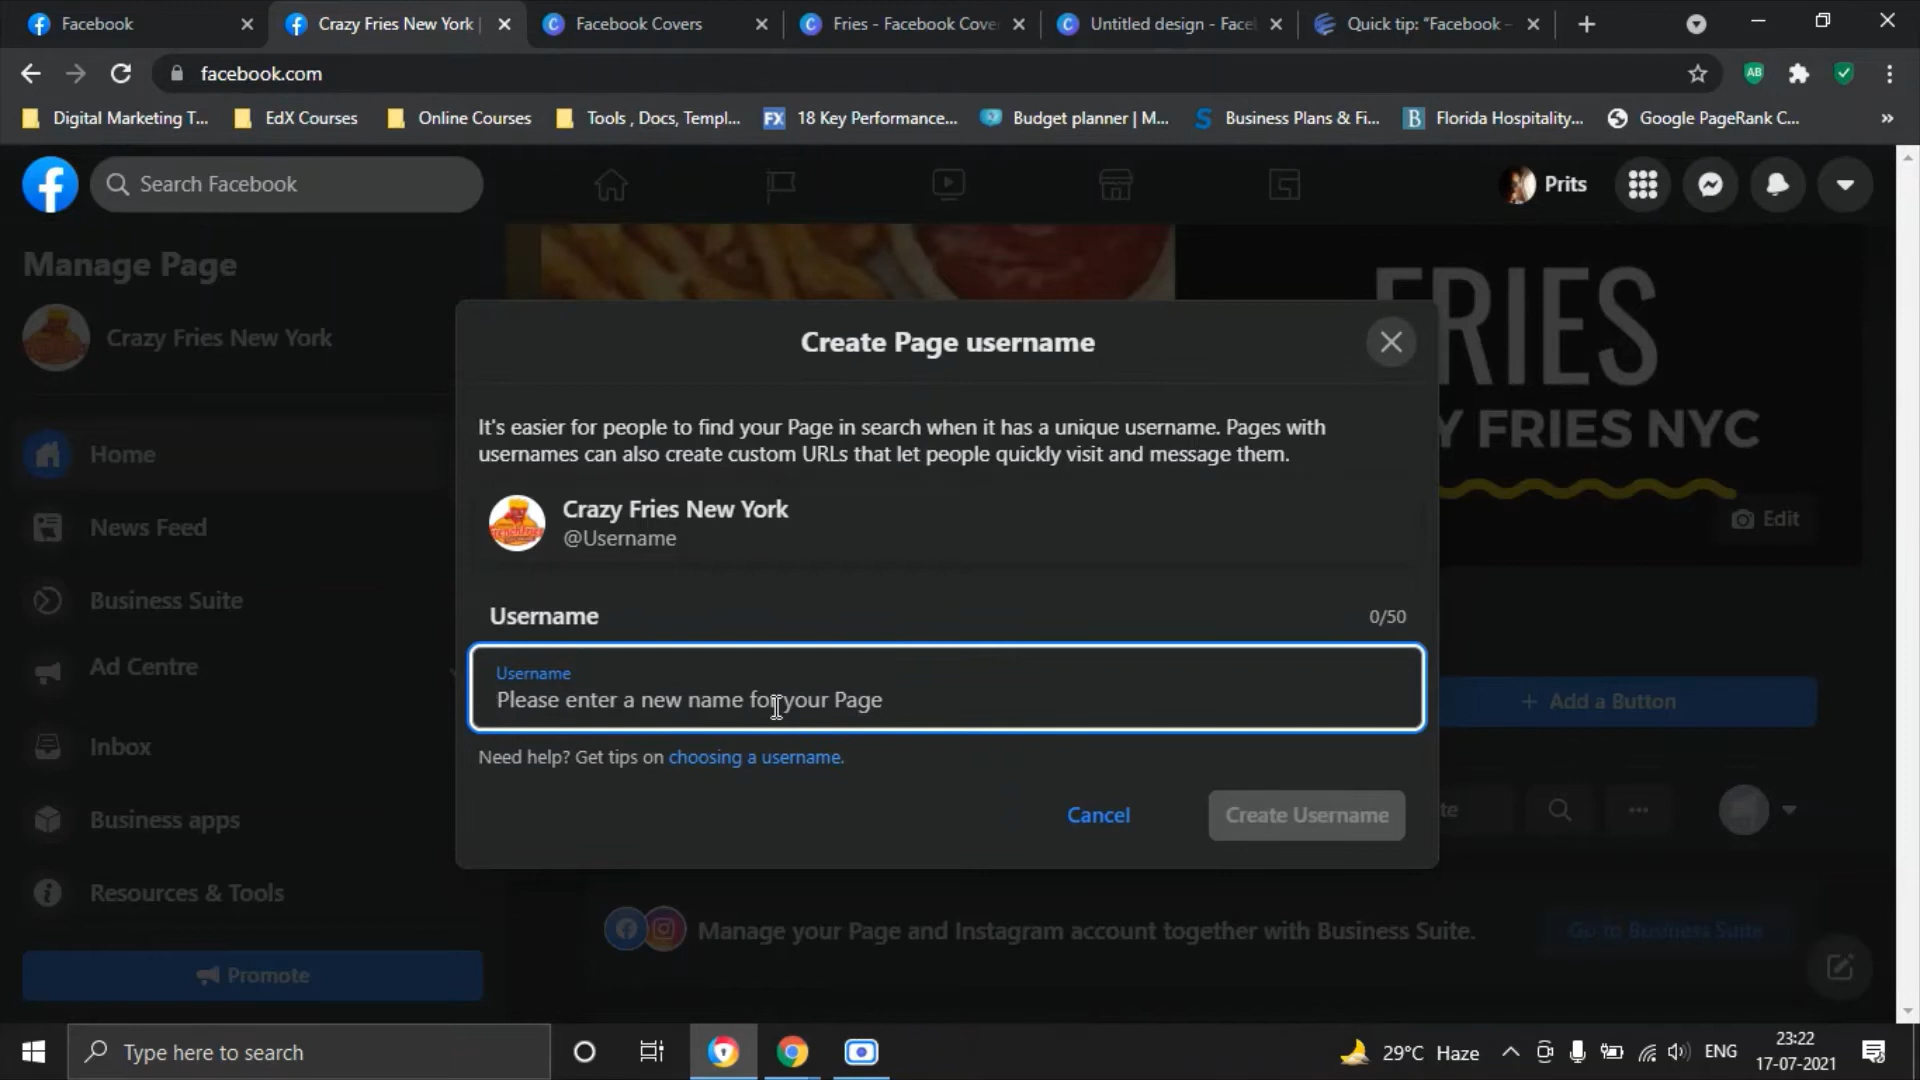 Facebook
Crazy Fries New York |
Facebook Covers
Fries - Facebook Cove
Untitled design - Face
Quick tip: "Facebook –
facebook.com
AB
Digital Marketing T...
EdX Courses
Online Courses
Tools , Docs, Templ...
FX
18 Key Performance...
Budget planner | M...
Business Plans & Fi...
B
Florida Hospitality...
Google PageRank C...
»
Search Facebook
Prits
Manage Page
Crazy Fries New York
Home
News Feed
Business Suite
Ad Centre
Inbox
Business apps
Resources & Tools
Promote
FRIES
Y FRIES NYC
Edit
Create Page username
It's easier for people to find your Page in search when it has a unique username. Pages with
usernames can also create custom URLs that let people quickly visit and message them.
Crazy Fries New York
@Username
Username
0/50
Username
Please enter a new name for your Page
Need help? Get tips on choosing a username.
Cancel
Create Username
+ Add a Button
te
Manage your Page and Instagram account together with Business Suite.
Go to Business Suite
Type here to search
29°C Haze
ENG
23:22
17-07-2021